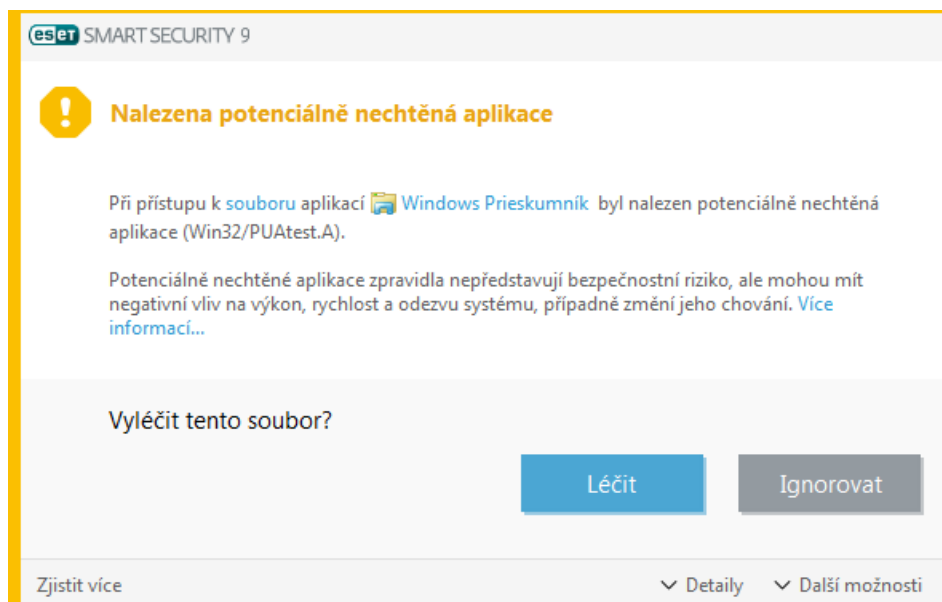 eset SMART SECURITY 9
Nalezena potenciálně nechtěná aplikace
Při přístupu k souboru aplikací Windows Prieskumník byl nalezen potenciálně nechtěná
aplikace (Win32/PUAtest.A).
Potenciálně nechtěné aplikace zpravidla nepředstavují bezpečnostní riziko, ale mohou mít
negativní vliv na výkon, rychlost a odezvu systému, případně změní jeho chování. Více
informací...
Vyléčit tento soubor?
Léčit Ignorovat
Zjistit více Detaily Další možnosti